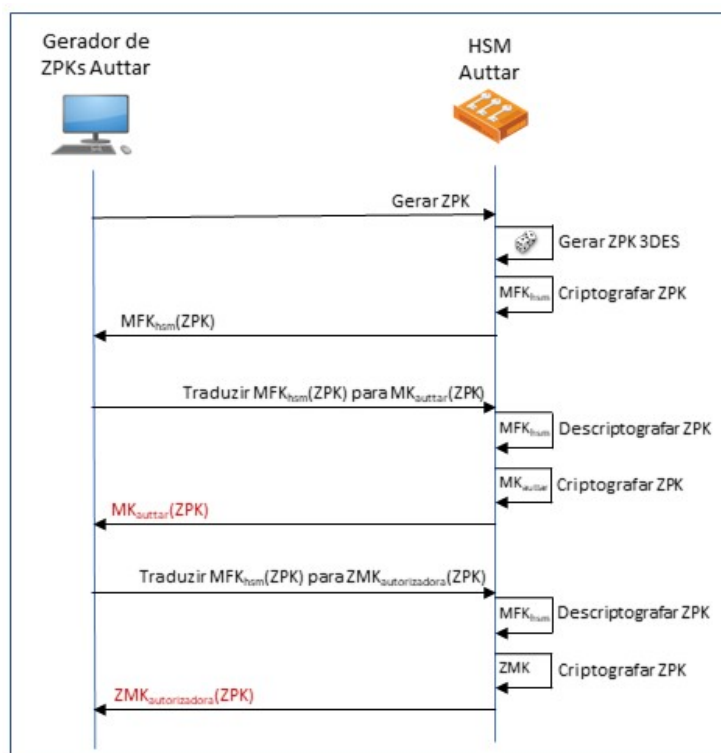 Gerador de
ZPKs Auttar
HSM
Auttar
Gerar ZPK
Gerar ZPK 3DES
MFKhsm Criptografar ZPK
MFKhsm(ZPK)
Traduzir MFKhsm(ZPK) para MKauttar(ZPK)
MFKhsm Descriptografar ZPK
MKauttar Criptografar ZPK
MKauttar(ZPK)
Traduzir MFKhsm(ZPK) para ZMKautorizadora(ZPK)
MFKhsm Descriptografar ZPK
ZMK Criptografar ZPK
ZMKautorizadora(ZPK)